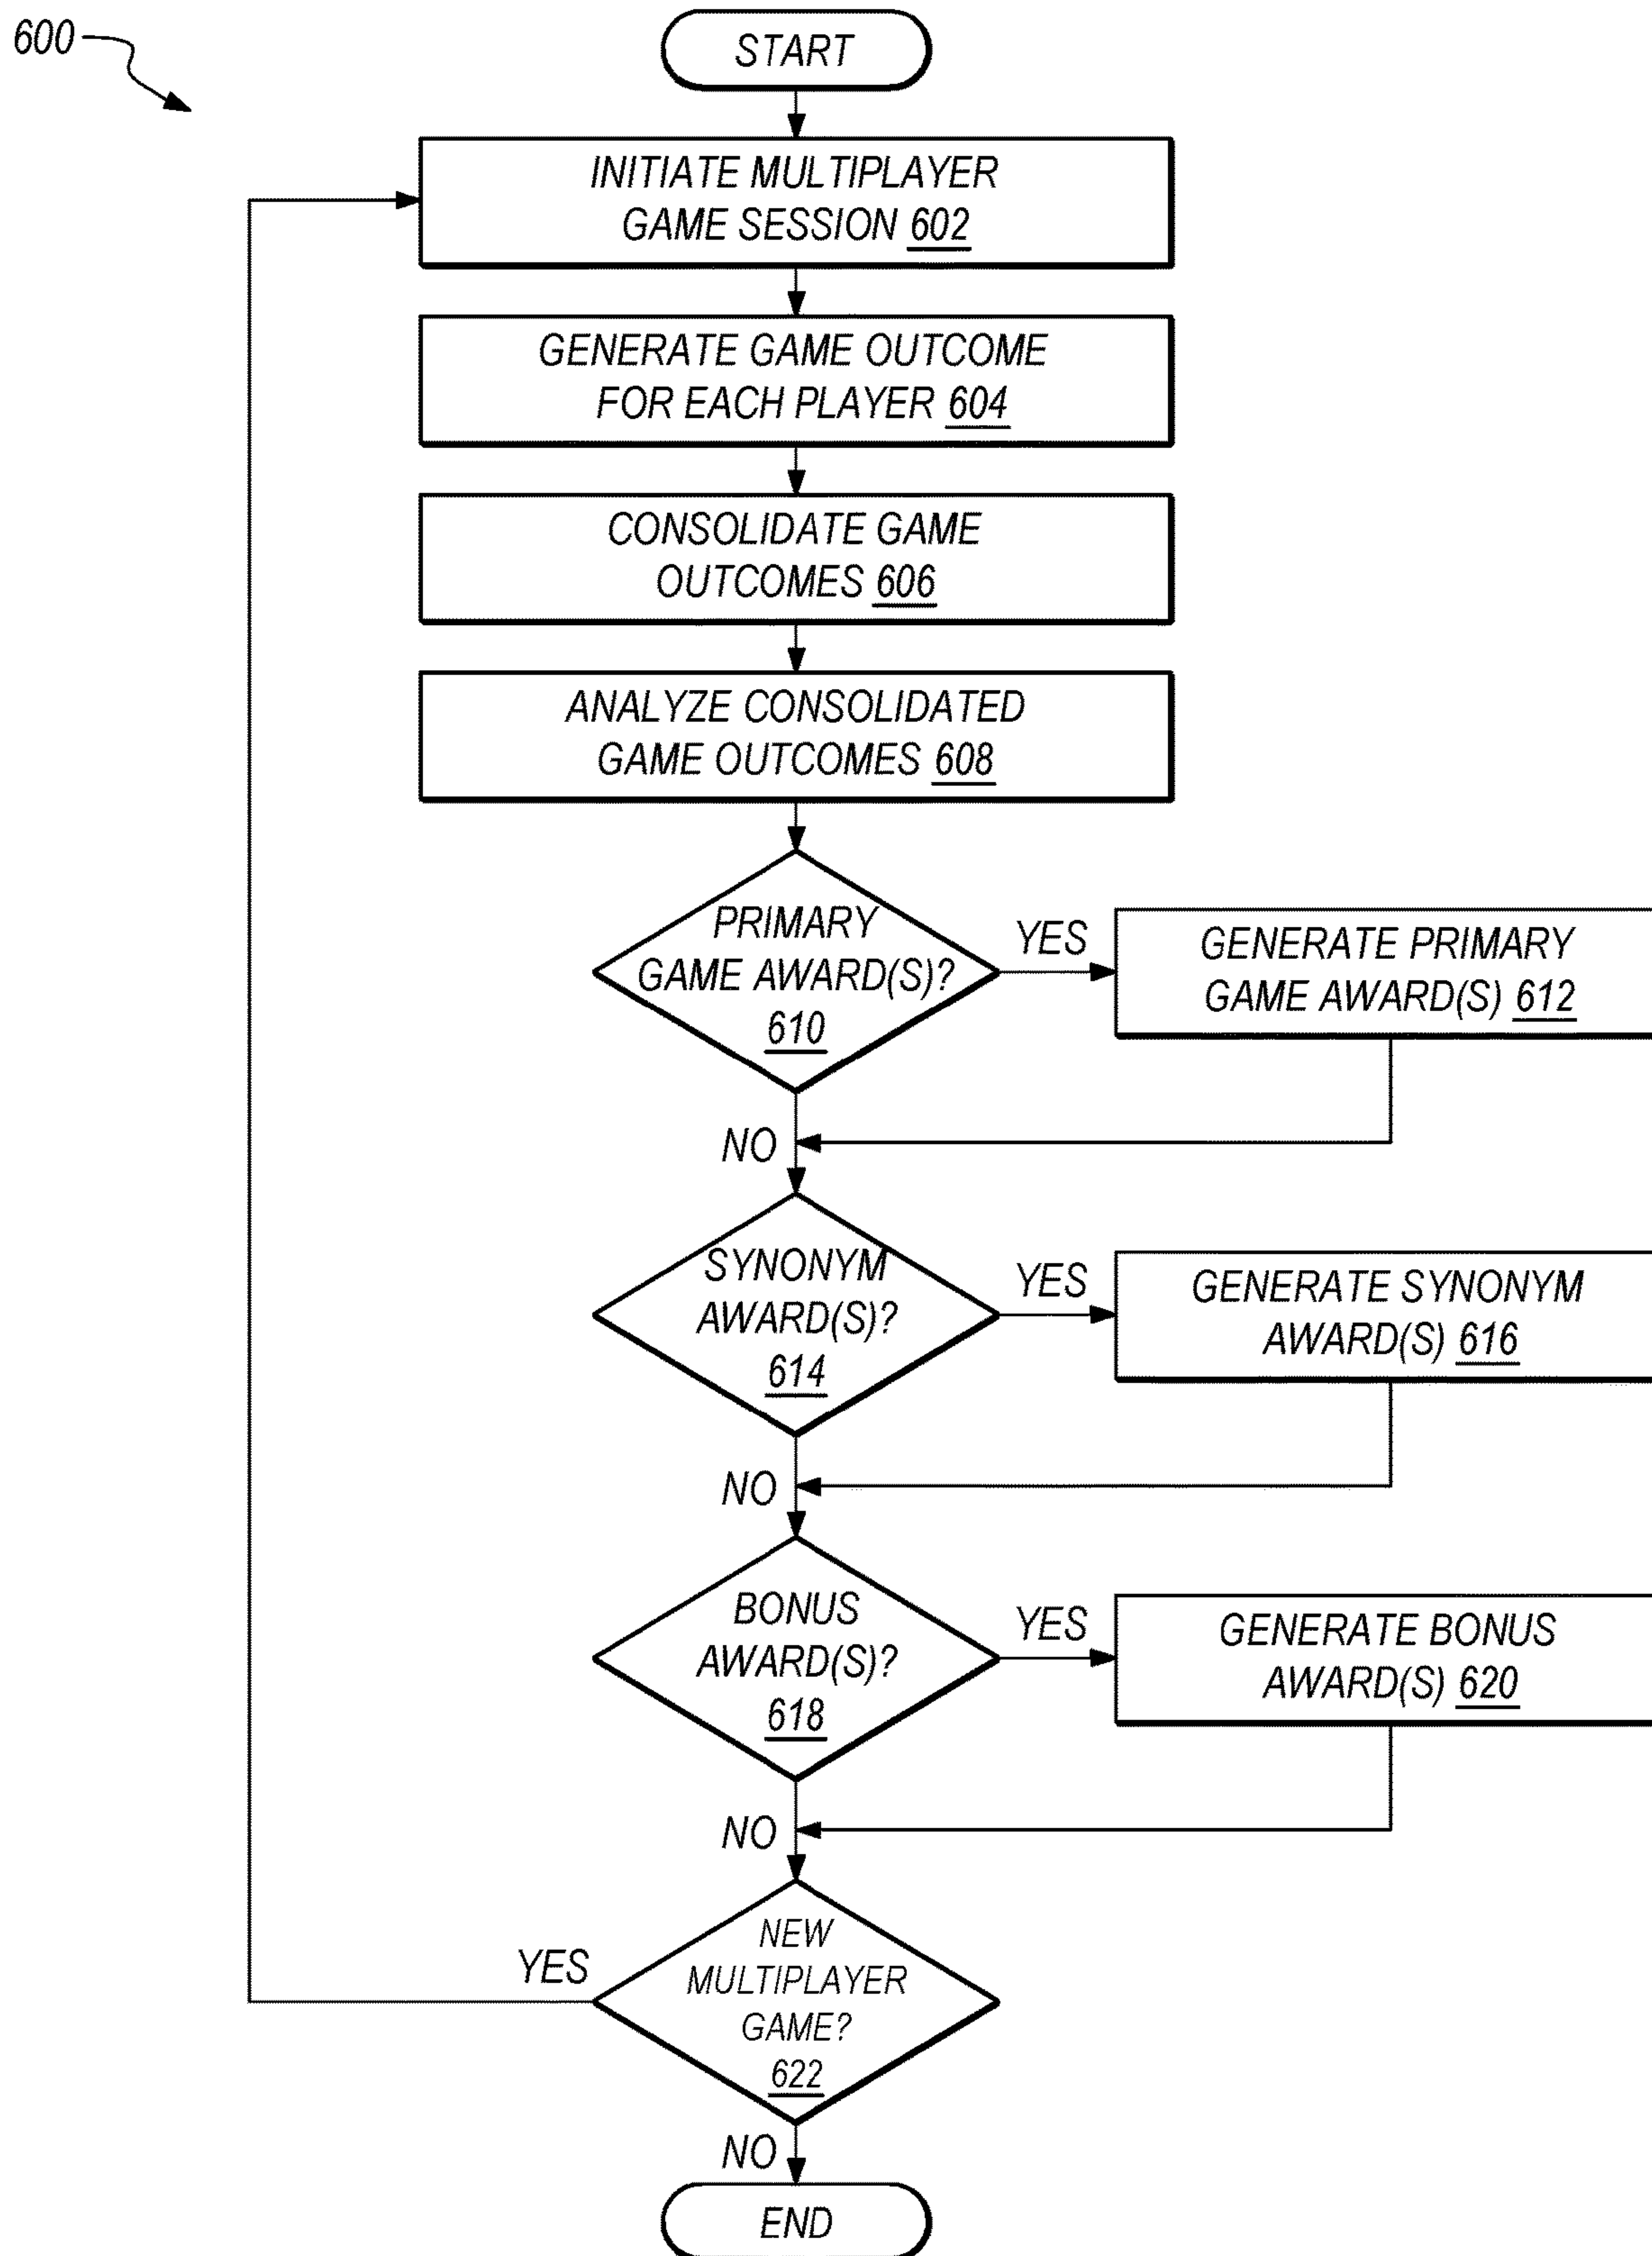 600
START
INITIATE MULTIPLAYER
GAME SESSION 602
GENERATE GAME OUTCOME
FOR EACH PLAYER 604
CONSOLIDATE GAME
OUTCOMES 606
ANALYZE CONSOLIDATED
GAME OUTCOMES 608
PRIMARY
GAME AWARD(S)?
610
YES
GENERATE PRIMARY
GAME AWARD(S) 612
NO
SYNONYM
AWARD(S)?
614
YES
GENERATE SYNONYM
AWARD(S) 616
NO
BONUS
AWARD(S)?
618
YES
GENERATE BONUS
AWARD(S) 620
NO
NEW
MULTIPLAYER
GAME?
622
YES
NO
END